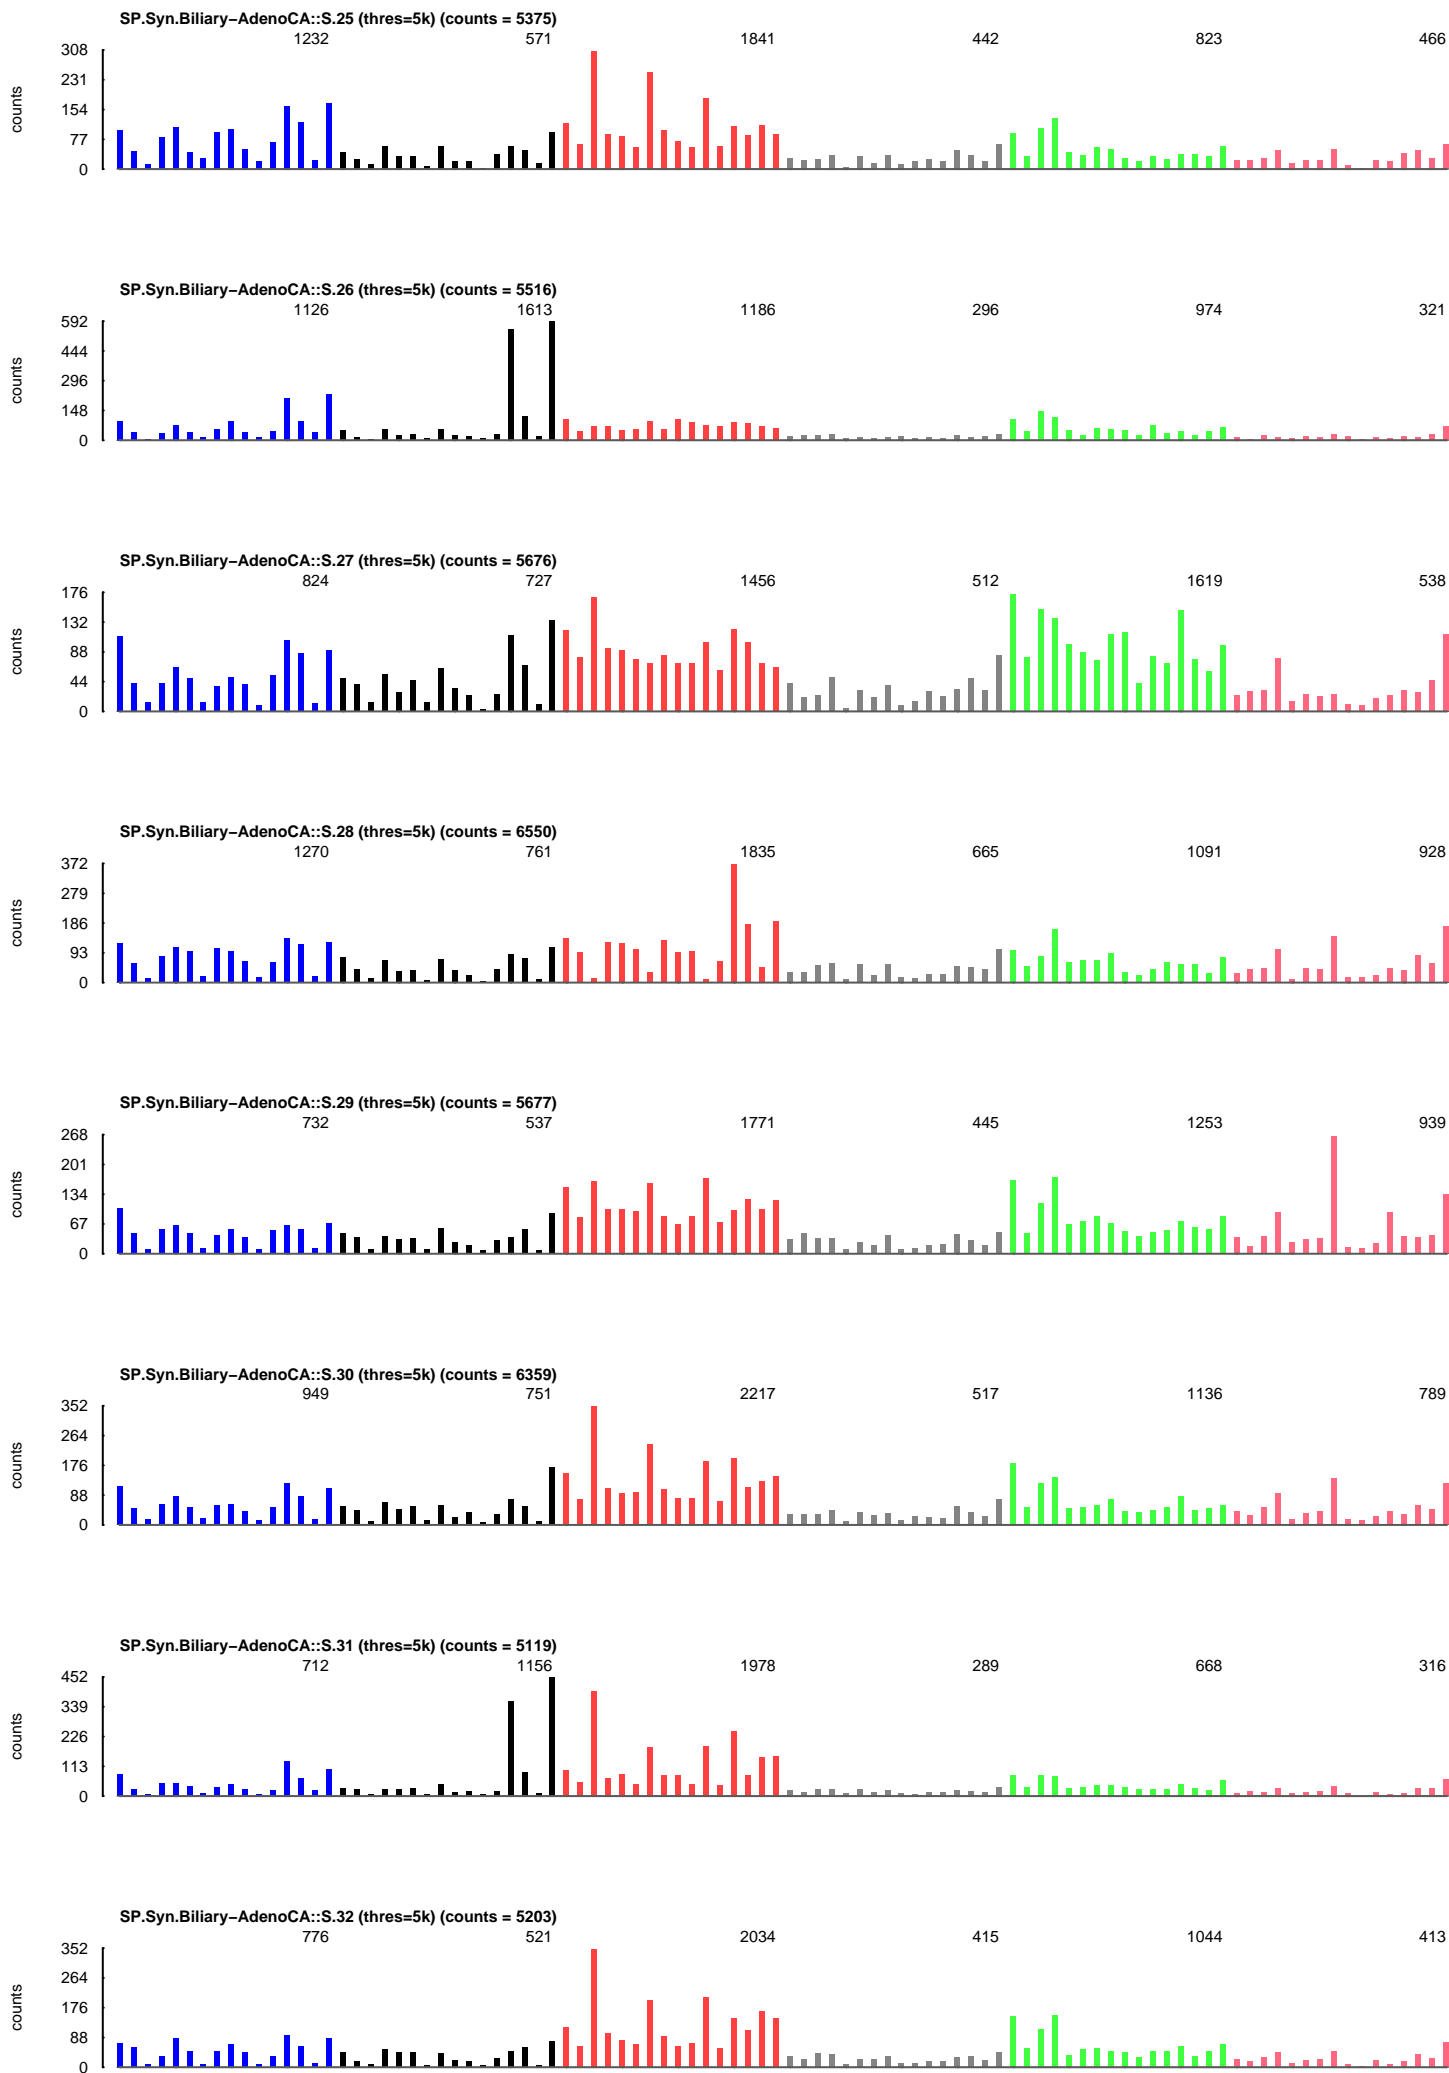 SP.Syn.Biliary−AdenoCA::S.25 (thres=5k) (counts = 5375)
1232 571 1841 442 823 466
308
231
154
77
0
counts
SP.Syn.Biliary−AdenoCA::S.26 (thres=5k) (counts = 5516)
1126 1613 1186 296 974 321
592
444
296
148
0
counts
SP.Syn.Biliary−AdenoCA::S.27 (thres=5k) (counts = 5676)
824 727 1456 512 1619 538
176
132
88
44
0
counts
SP.Syn.Biliary−AdenoCA::S.28 (thres=5k) (counts = 6550)
1270 761 1835 665 1091 928
372
279
186
93
0
counts
SP.Syn.Biliary−AdenoCA::S.29 (thres=5k) (counts = 5677)
732 537 1771 445 1253 939
268
201
134
67
0
counts
SP.Syn.Biliary−AdenoCA::S.30 (thres=5k) (counts = 6359)
949 751 2217 517 1136 789
352
264
176
88
0
counts
SP.Syn.Biliary−AdenoCA::S.31 (thres=5k) (counts = 5119)
712 1156 1978 289 668 316
452
339
226
113
0
counts
SP.Syn.Biliary−AdenoCA::S.32 (thres=5k) (counts = 5203)
776 521 2034 415 1044 413
352
264
176
88
0
counts